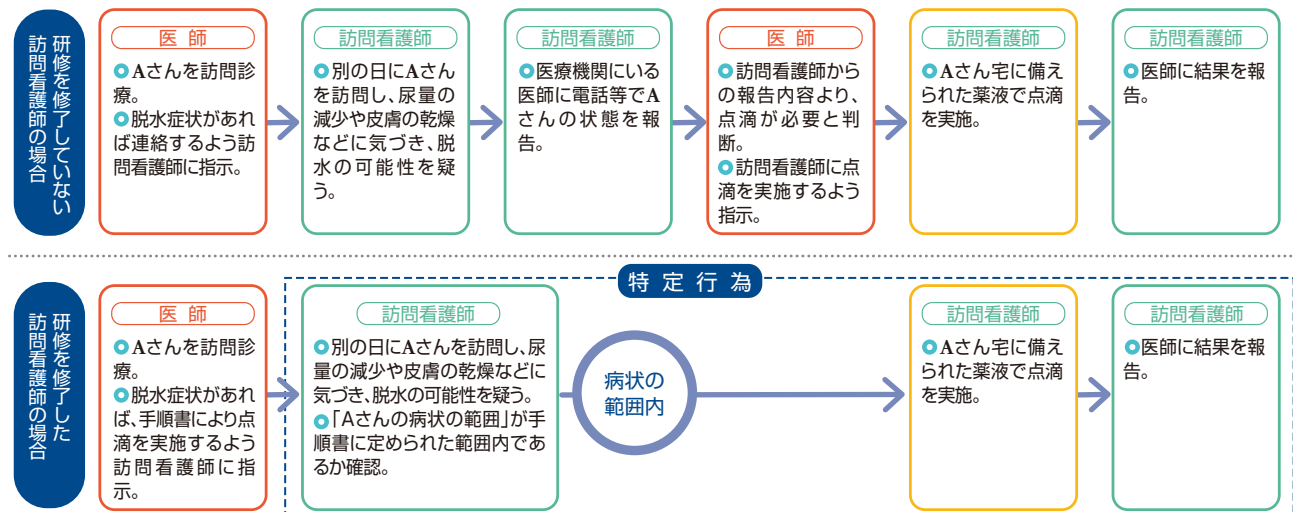 研修を修了していない
訪問看護師の場合
医 師
Aさんを訪問診
療。
脱水症状があれ
ば連絡するよう訪
問看護師に指示。
訪問看護師
別の日にAさん
を訪問し、尿量の
減少や皮膚の乾燥
などに気づき、脱
水の可能性を疑
う。
訪問看護師
医療機関にいる
医師に電話等でA
さんの状態を報
告。
医 師
訪問看護師から
の報告内容より、
点滴が必要と判
断。
訪問看護師に点
滴を実施するよう
指示。
訪問看護師
Aさん宅に備え
られた薬液で点滴
を実施。
訪問看護師
医師に結果を報
告。
特 定 行 為
研修を修了した
訪問看護師の場合
医 師
Aさんを訪問診
療。
脱水症状があれ
ば、手順書により点
滴を実施するよう
訪問看護師に指
示。
訪問看護師
別の日にAさんを訪問し、尿
量の減少や皮膚の乾燥などに
気づき、脱水の可能性を疑う。
「Aさんの病状の範囲」が手
順書に定められた範囲内であ
るか確認。
病状の
範囲内
訪問看護師
Aさん宅に備え
られた薬液で点滴
を実施。
訪問看護師
医師に結果を報
告。